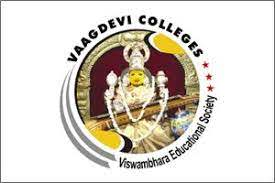 VAAGDEVI COLLEGES
Viswambhara Educational Society